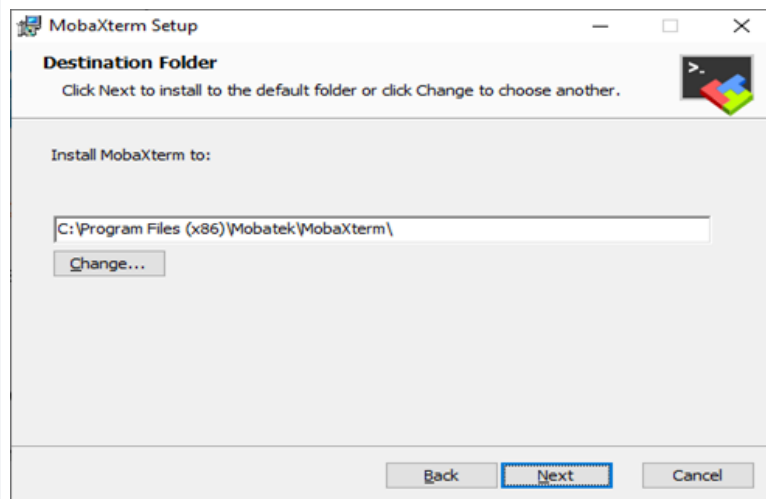 MobaXterm Setup
Destination Folder
Click Next to install to the default folder or click Change to choose another.
>.
Install MobaXterm to:
C:\Program Files (x86)\Mobatek\MobaXterm\
Change...
Back Next Cancel